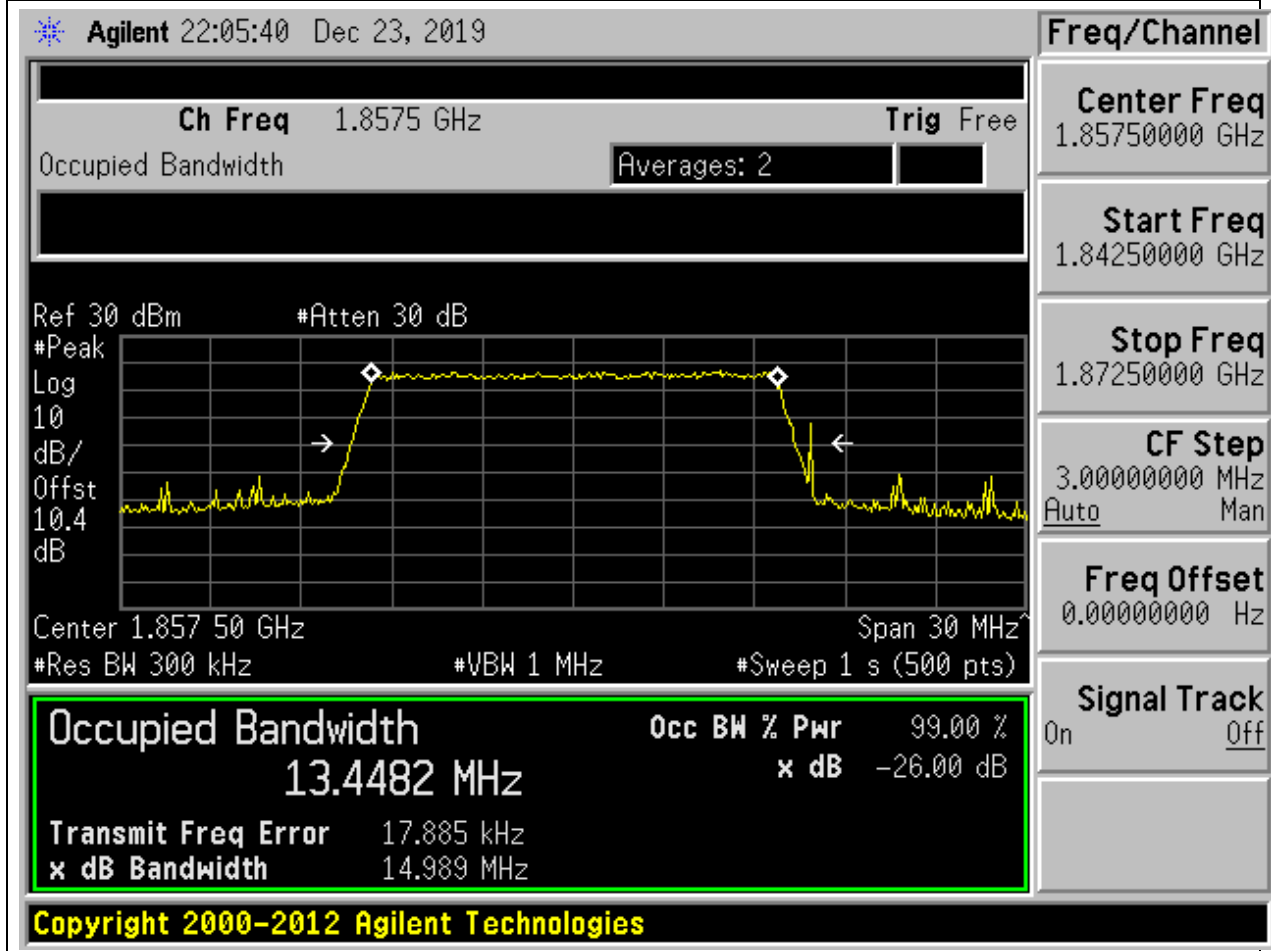 Agilent 22:05:40 Dec 23, 2019
Freq/Channel
Ch Freq 1.8575 GHz Trig Free
Occupied Bandwidth Averages: 2
Center Freq
1.85750000 GHz
Start Freq
1.84250000 GHz
Stop Freq
1.87250000 GHz
CF Step
3.00000000 MHz
Auto Man
Freq Offset
0.00000000 Hz
Signal Track
On Off
Ref 30 dBm #Atten 30 dB
#Peak
Log
10
dB/
Offst
10.4
dB
Center 1.857 50 GHz Span 30 MHz^
#Res BW 300 kHz #VBW 1 MHz #Sweep 1 s (500 pts)
Occupied Bandwidth Occ BW % Pwr 99.00 %
13.4482 MHz x dB -26.00 dB
Transmit Freq Error 17.885 kHz
x dB Bandwidth 14.989 MHz
Copyright 2000-2012 Agilent Technologies